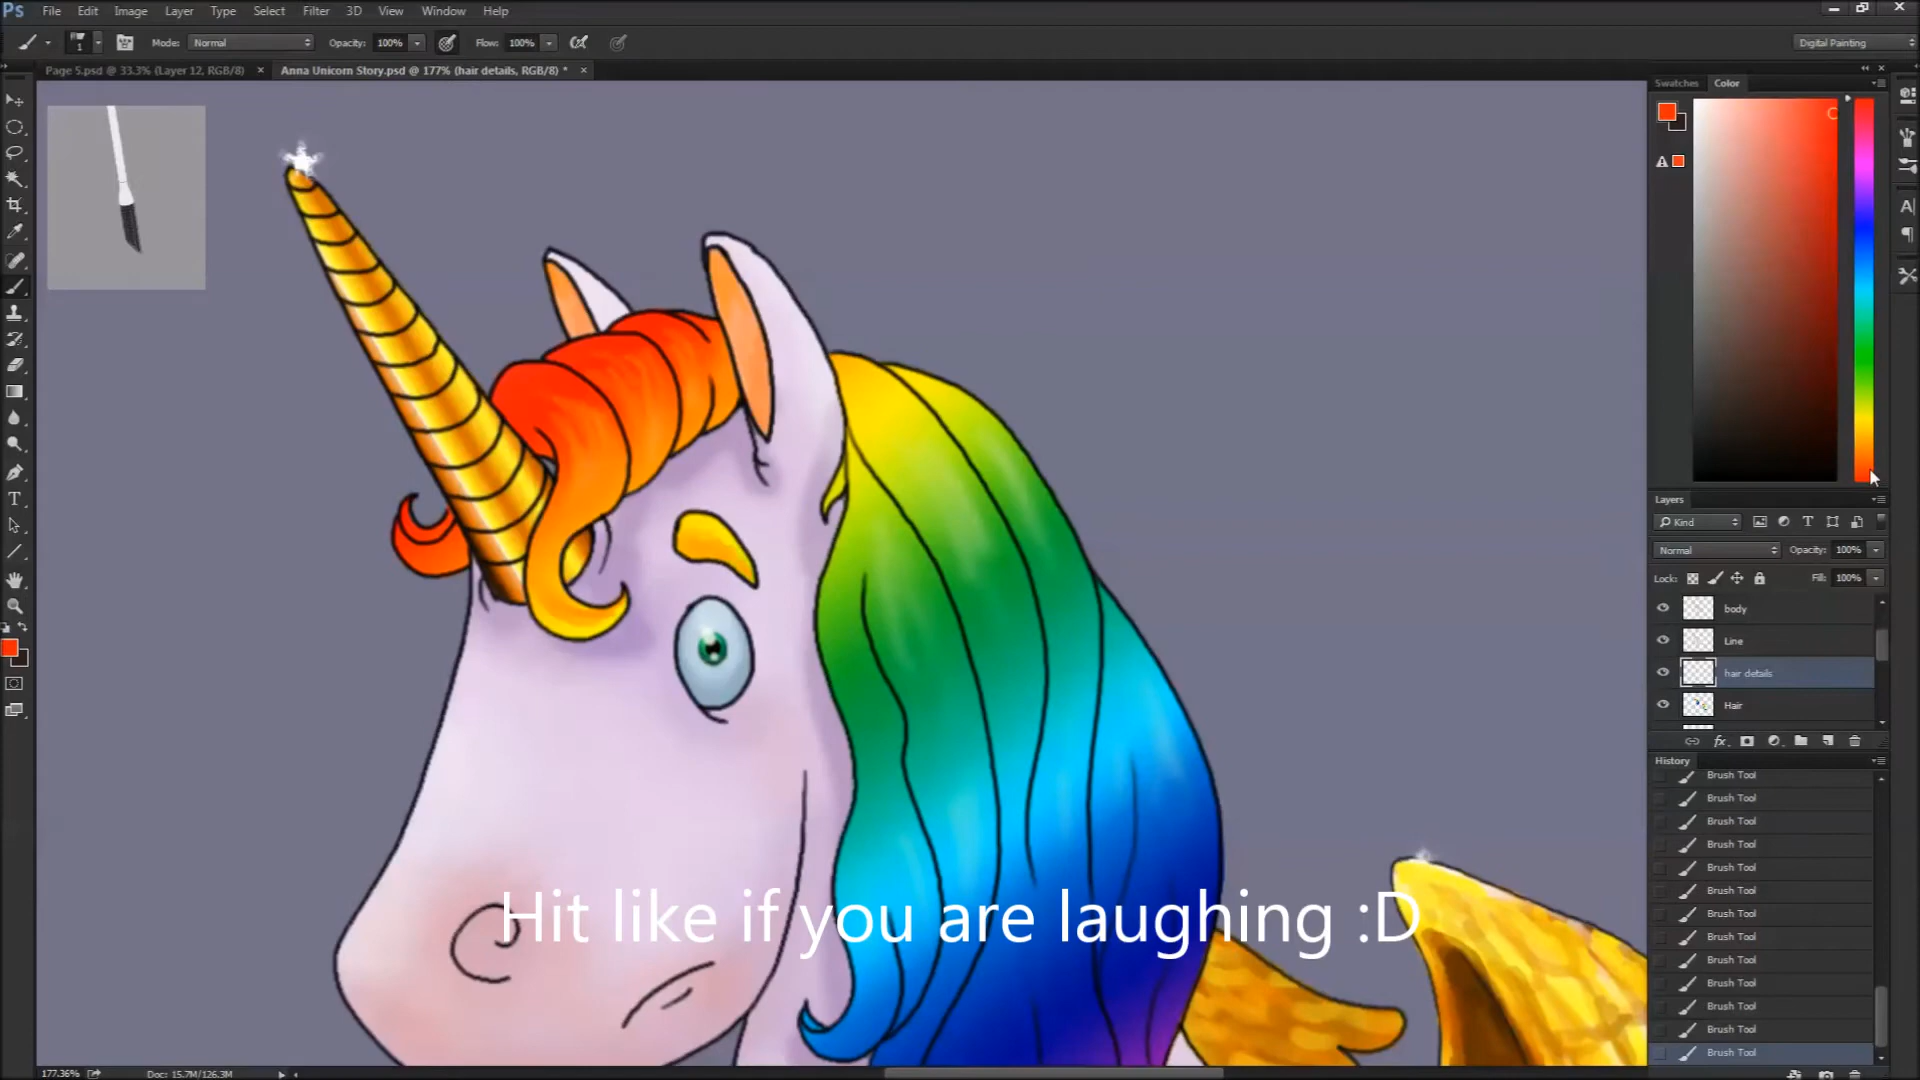 Ps File Edit Image Layer Type Select Filter 3D View Window Help
1 Mode: Normal Opacity: 100% Flow: 100% Digital Painting
Page 5.psd @ 33.3% (Layer 12, RGB/8) × Anna Unicorn Story.psd @ 177% (hair details, RGB/8) * ×
Swatches Color
Layers
Kind
Normal Opacity: 100%
Lock: Fill: 100%
body
Line
hair details
Hair
fx
History
Brush Tool
Brush Tool
Brush Tool
Brush Tool
Brush Tool
Brush Tool
Brush Tool
Brush Tool
Brush Tool
Brush Tool
Brush Tool
Brush Tool
Brush Tool
Hit like if you are laughing :D
177.36% Doc: 15.7M/126.3M